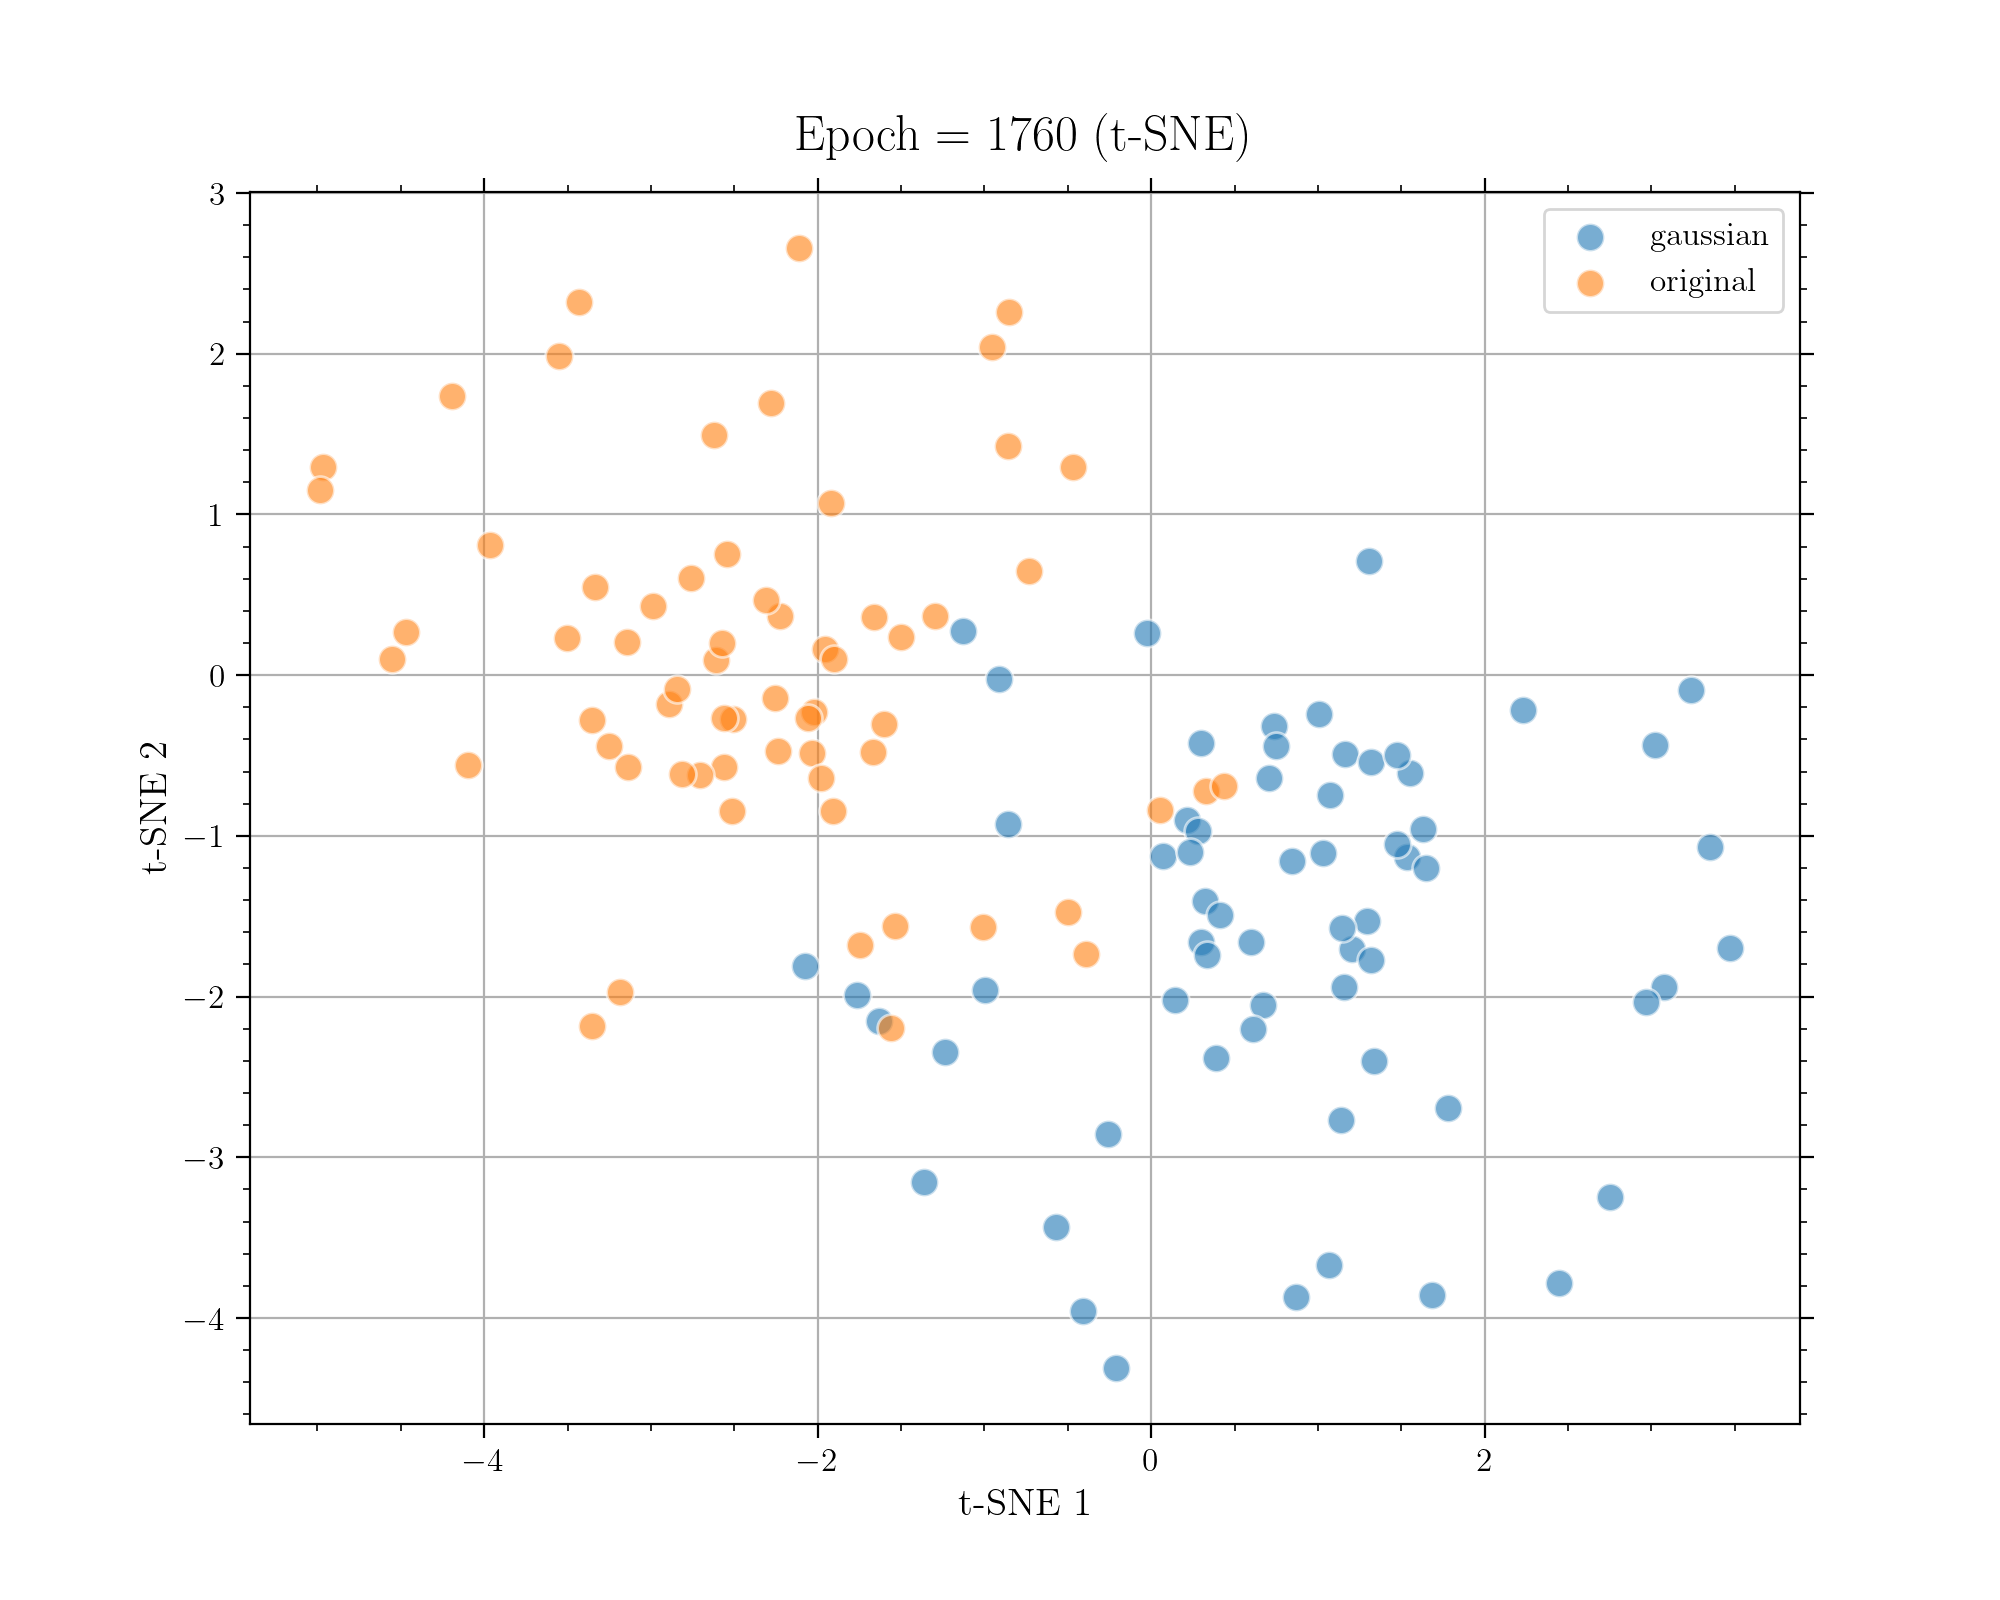 Epoch = 1760 (t-SNE)
gaussian
original
3
2
1
0
−1
−2
−3
−4
t-SNE 2
−4
−2
0
2
t-SNE 1